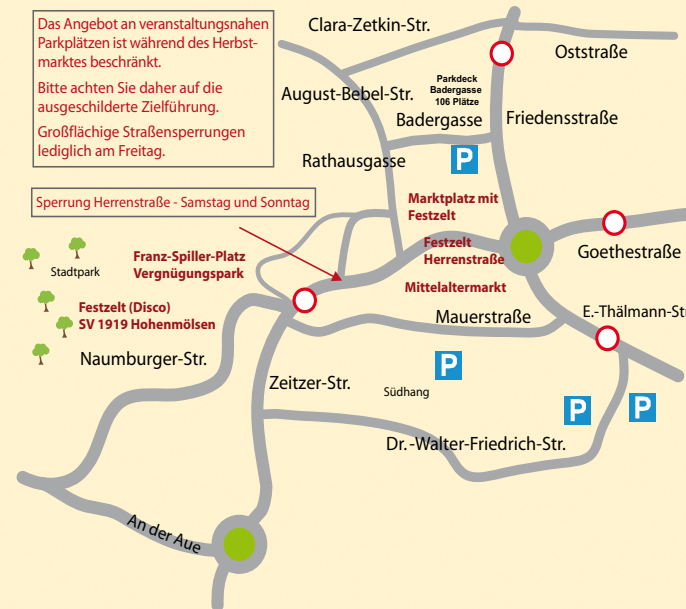 Das Angebot an veranstaltungsnahen
Parkplätzen ist während des Herbst-
marktes beschränkt.
Bitte achten Sie daher auf die
ausgeschilderte Zielführung.
Großflächige Straßensperrungen
lediglich am Freitag.
Clara-Zetkin-Str.
Oststraße
August-Bebel-Str.
Parkdeck
Badergasse
106 Plätze
Badergasse
Friedensstraße
Rathausgasse
P
Sperrung Herrenstraße - Samstag und Sonntag
Marktplatz mit
Festzelt
Festzelt
Herrenstraße
Goethestraße
Franz-Spiller-Platz
Vergnügungspark
Stadtpark
Mittelaltermarkt
Festzelt (Disco)
SV 1919 Hohenmölsen
Mauerstraße
E.-Thälmann-Str
Naumburger-Str.
P
Zeitzer-Str.
Südhang
P
P
Dr.-Walter-Friedrich-Str.
An der Aue